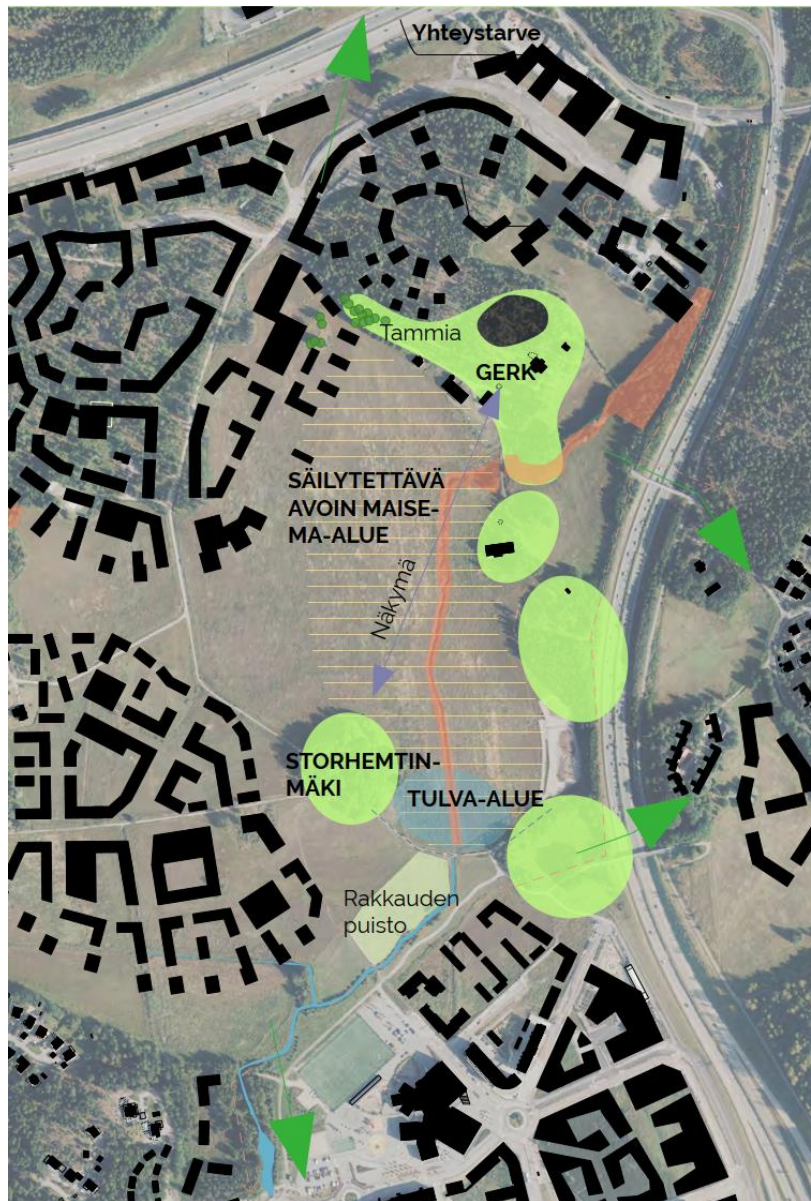 Yhteystarve
Tammia
GERK
SÄILYTETTÄVÄ
AVOIN MAISE-
MA-ALUE
Näkymä
STORHEMTIN-
MÄKI
TULVA-ALUE
Rakkauden
puisto